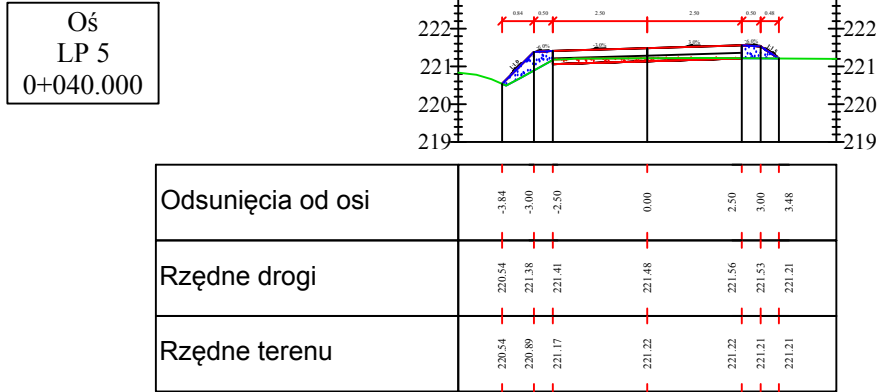 Oś
LP 5
0+040.000
0.84 0.50 2.50 2.50 0.50 0.48
222 222
221 221
220 220
219 219
Odsunięcia od osi -3.84 -3.00 -2.50 0.00 2.50 3.00 3.48
Rzędne drogi 220.54 221.38 221.41 221.48 221.56 221.53 221.21
Rzędne terenu 220.54 220.89 221.17 221.22 221.22 221.21 221.21